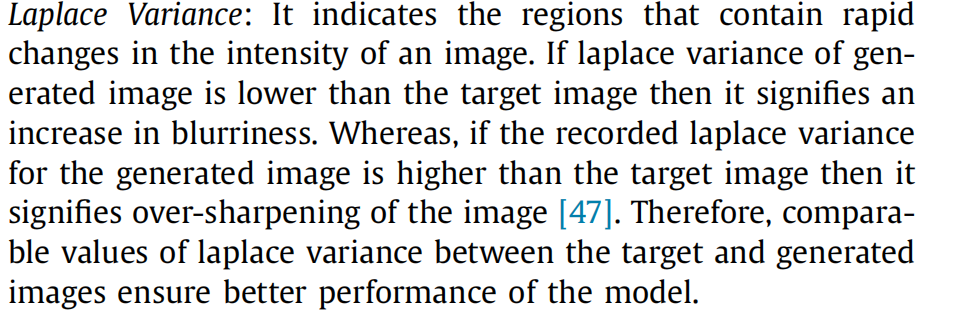 Laplace Variance: It indicates the regions that contain rapid
changes in the intensity of an image. If laplace variance of gen-
erated image is lower than the target image then it signifies an
increase in blurriness. Whereas, if the recorded laplace variance
for the generated image is higher than the target image then it
signifies over-sharpening of the image [47]. Therefore, compara-
ble values of laplace variance between the target and generated
images ensure better performance of the model.